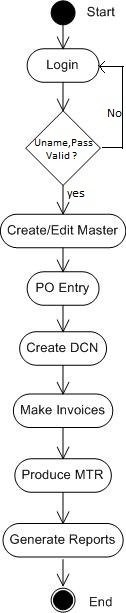 Start
Login
No
Uname,Pass
Valid ?
yes
Create/Edit Master
PO Entry
Create DCN
Make Invoices
Produce MTR
Generate Reports
End